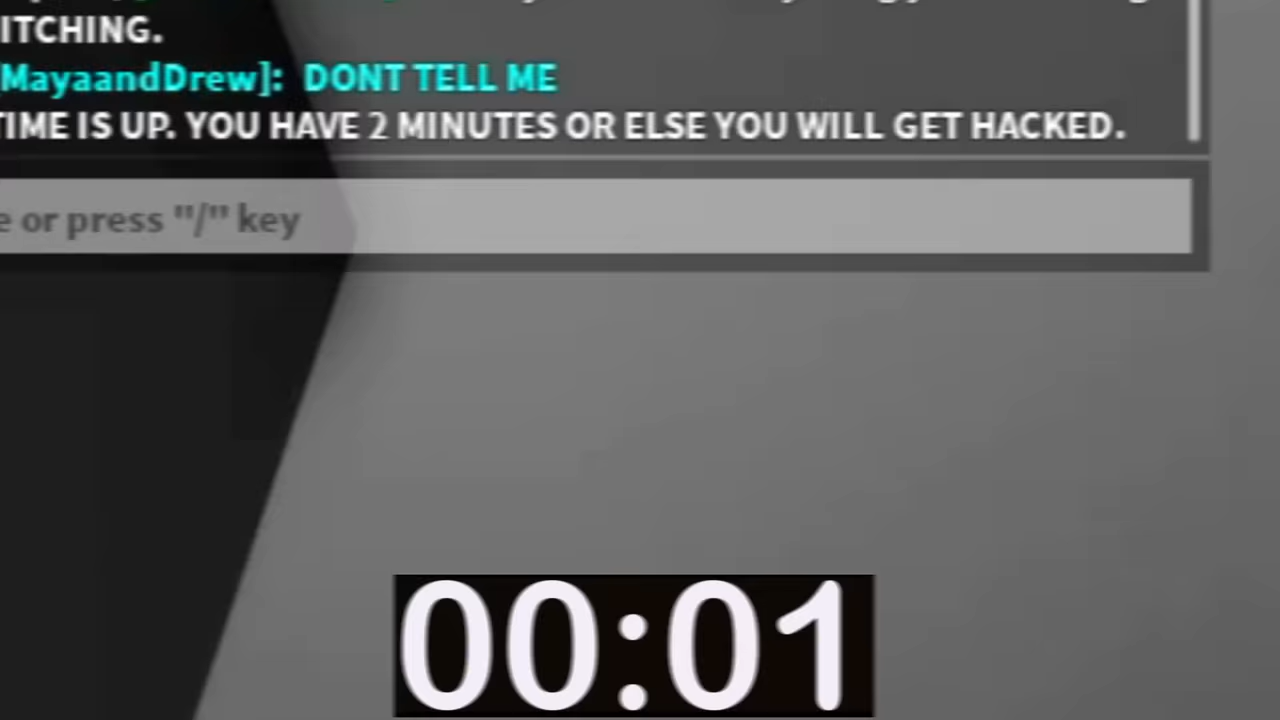 ITCHING.
[MayaandDrew]: DONT TELL ME
TIME IS UP. YOU HAVE 2 MINUTES OR ELSE YOU WILL GET HACKED.
e or press "/" key
00:01